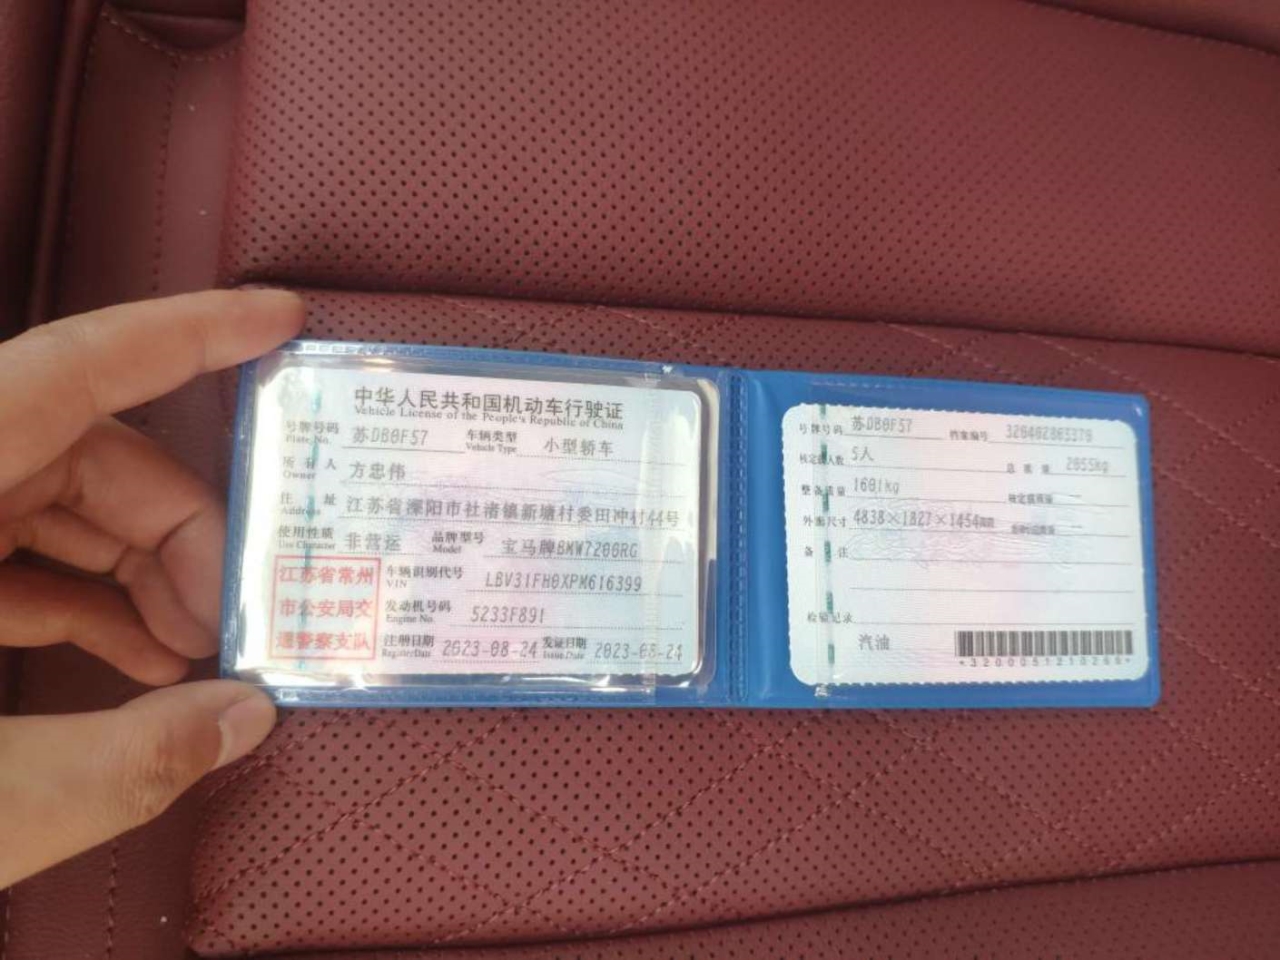 中华人民共和国机动车行驶证
Vehicle License of the People's Republic of China
号牌号码 苏DB0F57 车辆类型 小型轿车
Plate No. Vehicle Type
所有人 方忠伟
Owner
住址 江苏省溧阳市社渚镇新塘村委田冲村44号
Address
使用性质 非营运 品牌型号 宝马牌BMW7200RG
Use Character Model
江苏省常州
市公安局交
通警察支队
车辆识别代号 LBV31FH0XPM616399
VIN
发动机号码 5233F891
Engine No.
注册日期 2023-08-24 发证日期 2023-08-24
Register Date Issue Date
号牌号码 苏DB0F57 档案编号
核定载人数 5人 总质量 2055kg
整备质量 1601kg 核定载质量 —
外廓尺寸 4838×1827×1454mm —
备注
检验记录
汽油